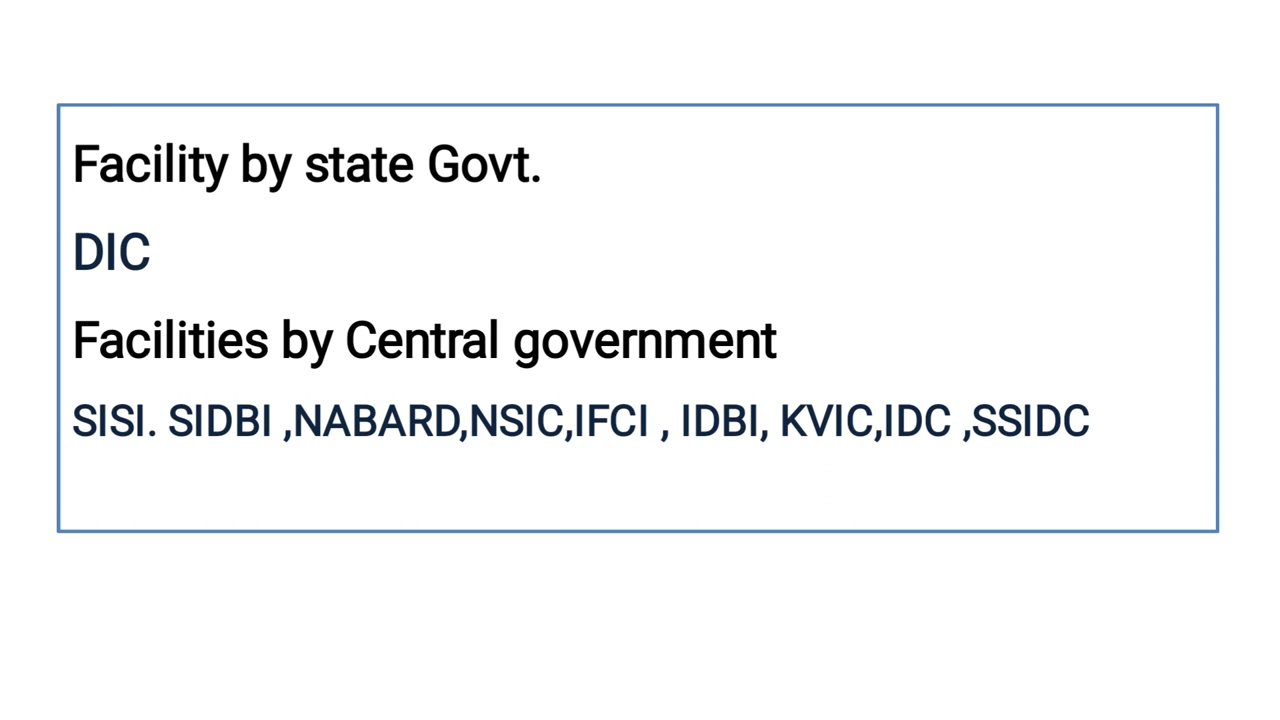 Facility by state Govt.
DIC
Facilities by Central government
SISI. SIDBI ,NABARD,NSIC,IFCI , IDBI, KVIC,IDC ,SSIDC